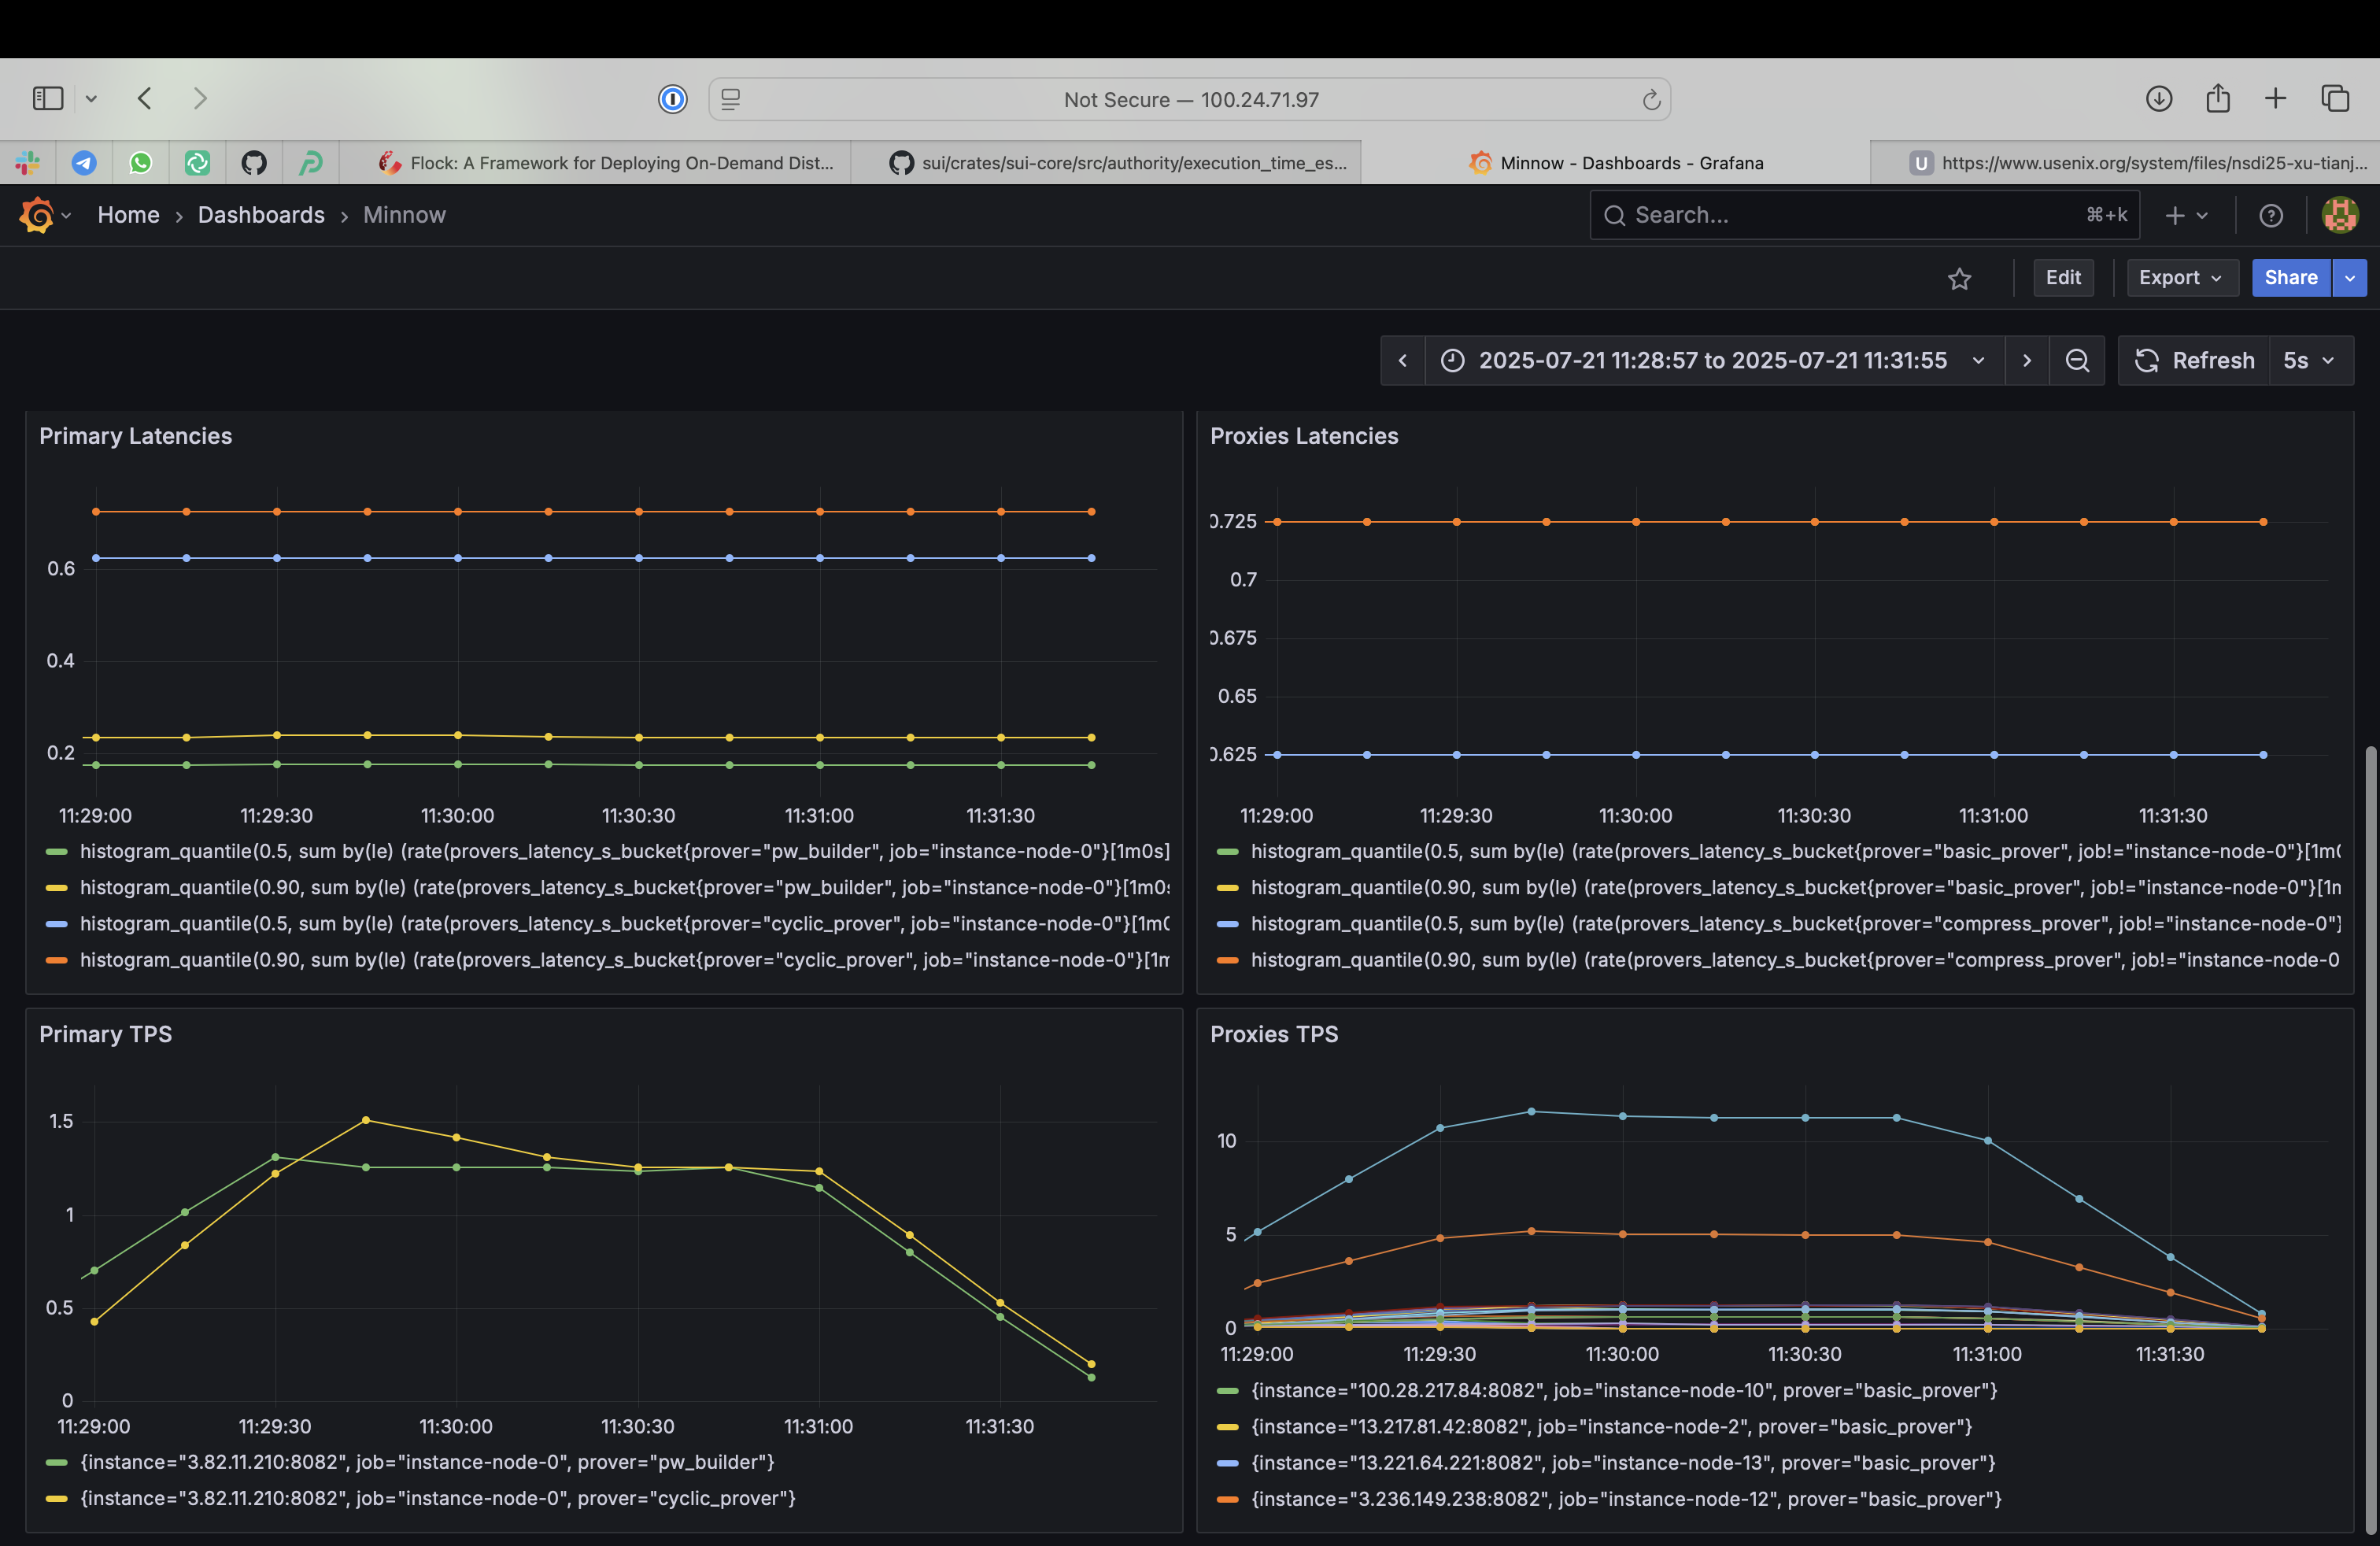 Not Secure — 100.24.71.97
Flock: A Framework for Deploying On-Demand Dist...
sui/crates/sui-core/src/authority/execution_time_es...
Minnow - Dashboards - Grafana
U https://www.usenix.org/system/files/nsdi25-xu-tianj...
Home › Dashboards › Minnow
Search... ⌘+k
Edit Export Share
2025-07-21 11:28:57 to 2025-07-21 11:31:55 Refresh 5s
Primary Latencies
0.6
0.4
0.2
11:29:00 11:29:30 11:30:00 11:30:30 11:31:00 11:31:30
histogram_quantile(0.5, sum by(le) (rate(provers_latency_s_bucket{prover="pw_builder", job="instance-node-0"}[1m0s]
histogram_quantile(0.90, sum by(le) (rate(provers_latency_s_bucket{prover="pw_builder", job="instance-node-0"}[1m0s
histogram_quantile(0.5, sum by(le) (rate(provers_latency_s_bucket{prover="cyclic_prover", job="instance-node-0"}[1m0
histogram_quantile(0.90, sum by(le) (rate(provers_latency_s_bucket{prover="cyclic_prover", job="instance-node-0"}[1m
Proxies Latencies
0.725
0.7
0.675
0.65
0.625
11:29:00 11:29:30 11:30:00 11:30:30 11:31:00 11:31:30
histogram_quantile(0.5, sum by(le) (rate(provers_latency_s_bucket{prover="basic_prover", job!="instance-node-0"}[1m0
histogram_quantile(0.90, sum by(le) (rate(provers_latency_s_bucket{prover="basic_prover", job!="instance-node-0"}[1m
histogram_quantile(0.5, sum by(le) (rate(provers_latency_s_bucket{prover="compress_prover", job!="instance-node-0"}
histogram_quantile(0.90, sum by(le) (rate(provers_latency_s_bucket{prover="compress_prover", job!="instance-node-0
Primary TPS
1.5
1
0.5
0
11:29:00 11:29:30 11:30:00 11:30:30 11:31:00 11:31:30
{instance="3.82.11.210:8082", job="instance-node-0", prover="pw_builder"}
{instance="3.82.11.210:8082", job="instance-node-0", prover="cyclic_prover"}
Proxies TPS
10
5
0
11:29:00 11:29:30 11:30:00 11:30:30 11:31:00 11:31:30
{instance="100.28.217.84:8082", job="instance-node-10", prover="basic_prover"}
{instance="13.217.81.42:8082", job="instance-node-2", prover="basic_prover"}
{instance="13.221.64.221:8082", job="instance-node-13", prover="basic_prover"}
{instance="3.236.149.238:8082", job="instance-node-12", prover="basic_prover"}